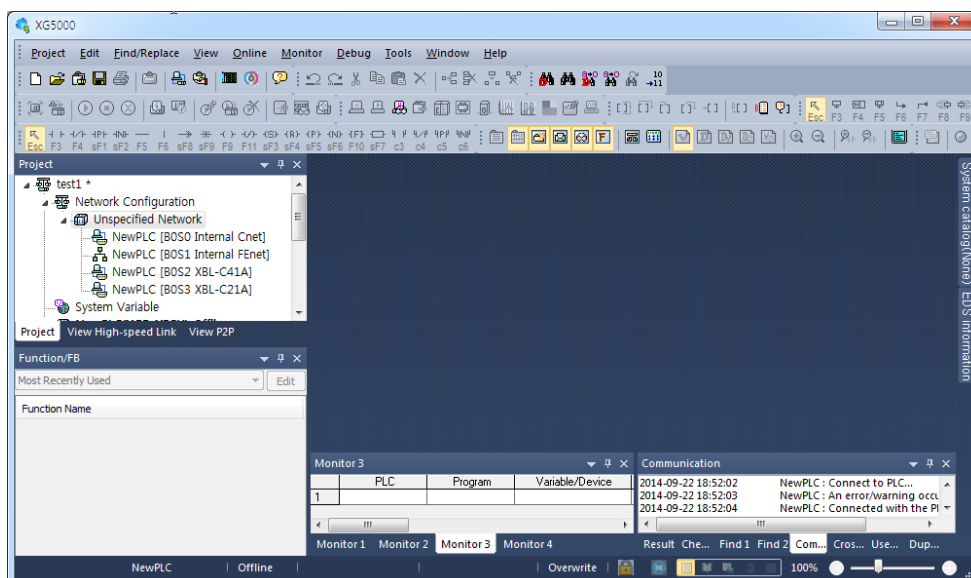 XG5000
Project Edit Find/Replace View Online Monitor Debug Tools Window Help
Esc F3 F4 F5 F6 F7 F8 F9
Esc F3 F4 sF1 sF2 F5 F6 sF8 sF9 F9 F11 sF3 sF4 sF5 sF6 F10 sF7 c3 c4 c5 c6
Project
test1 *
Network Configuration
Unspecified Network
NewPLC [B0S0 Internal Cnet]
NewPLC [B0S1 Internal FEnet]
NewPLC [B0S2 XBL-C41A]
NewPLC [B0S3 XBL-C21A]
System Variable
Project View High-speed Link View P2P
Function/FB
Most Recently Used Edit
Function Name
System catalog(None) EDS Information
Monitor 3
PLC Program Variable/Device
1
Monitor 1 Monitor 2 Monitor 3 Monitor 4
Communication
2014-09-22 18:52:02 NewPLC : Connect to PLC...
2014-09-22 18:52:03 NewPLC : An error/warning occu
2014-09-22 18:52:04 NewPLC : Connected with the Pl
Result Che... Find 1 Find 2 Com... Cros... Use... Dup...
NewPLC Offline Overwrite 100%